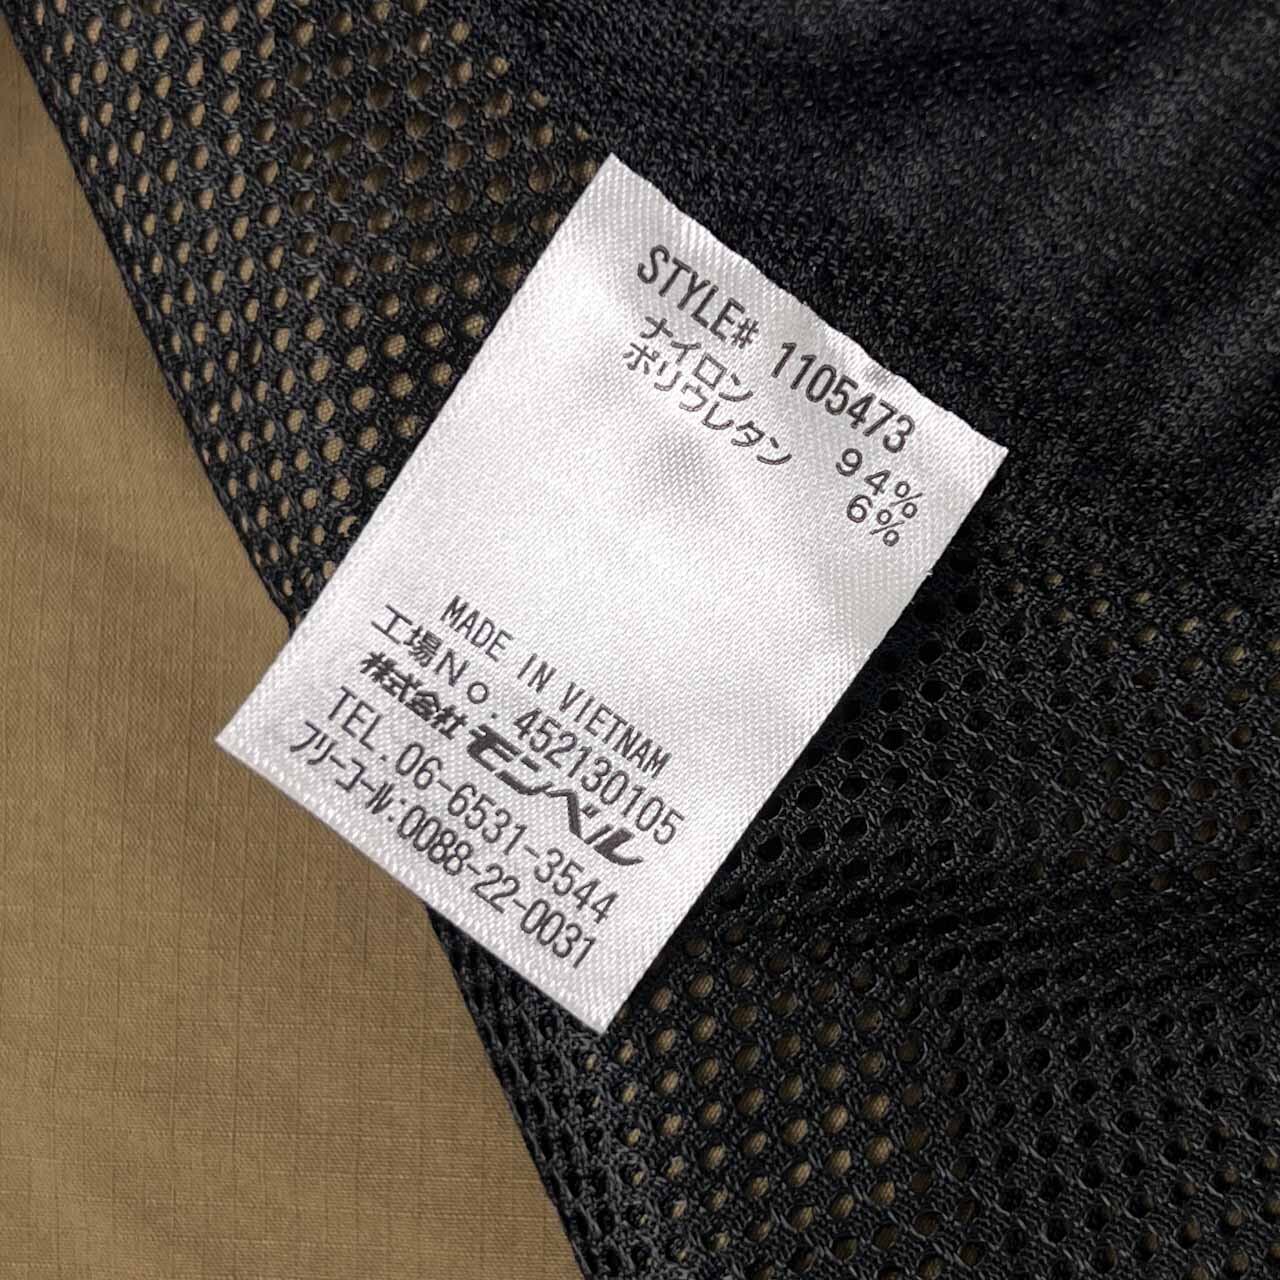 STYLE# 1105473
ナイロン 94%
ポリウレタン 6%
MADE IN VIETNAM
工場No. 452130105
株式会社 モンベル
TEL. 06-6531-3544
フリーコール:0088-22-0031